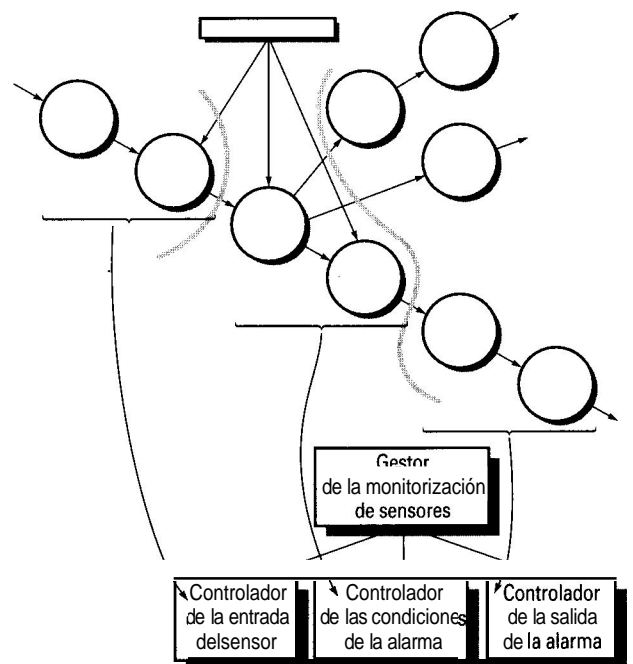 Gestor
de la monitorización
de sensores
Controlador
de la entrada
delsensor
Controlador
de las condiciones
de la alarma
Controlador
de la salida
de la alarma